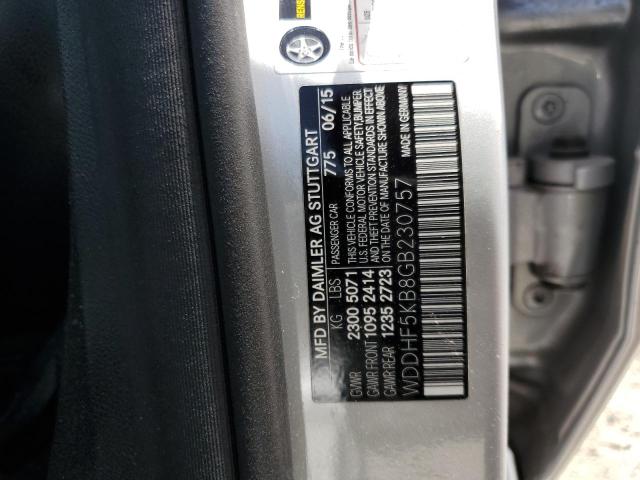 MFD BY DAIMLER AG STUTTGART
775 06/15
KG LBS PASSENGER CAR
GVWR 2300 5071
GAWR FRONT 1095 2414
GAWR REAR 1235 2723
THIS VEHICLE CONFORMS TO ALL APPLICABLE
U.S. FEDERAL MOTOR VEHICLE SAFETY,BUMPER
AND THEFT PREVENTION STANDARDS IN EFFECT
ON THE DATE OF MANUFACTURE SHOWN ABOVE
MADE IN GERMANY
WDDHF5KB8GB230757